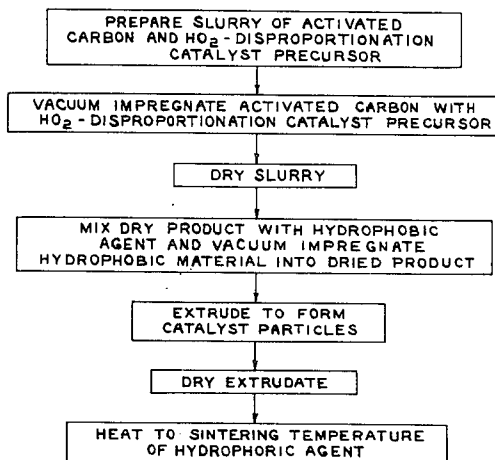 PREPARE SLURRY OF ACTIVATED
CARBON AND HO₂-DISPROPORTIONATION
CATALYST PRECURSOR
VACUUM IMPREGNATE ACTIVATED CARBON WITH
HO₂-DISPROPORTIONATION CATALYST PRECURSOR
DRY SLURRY
MIX DRY PRODUCT WITH HYDROPHOBIC
AGENT AND VACUUM IMPREGNATE
HYDROPHOBIC MATERIAL INTO DRIED PRODUCT
EXTRUDE TO FORM
CATALYST PARTICLES
DRY EXTRUDATE
HEAT TO SINTERING TEMPERATURE
OF HYDROPHORIC AGENT